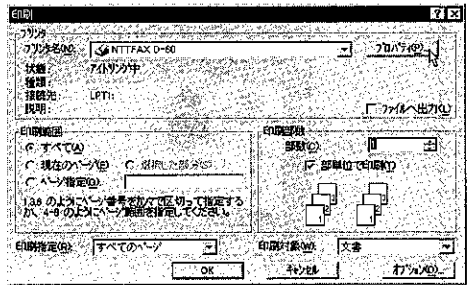 印刷
プリンタ
プリンタ名(N): NTTFAX D-60 プロパティ(P)
状態 アイドリング中
種類:
接続先: LPT1:
説明: ファイルへ出力(L)
印刷範囲
すべて(A)
現在のページ(E) 選択した部分(S)
ページ指定(G):
1,3,6 のようにページ番号をカンマで区切って指定する
か、4-8 のようにページ範囲を指定してください。
印刷部数
部数(C): 1
部単位で印刷(T)
印刷指定(R): すべてのページ 印刷対象(W): 文書
OK キャンセル オプション(O)...